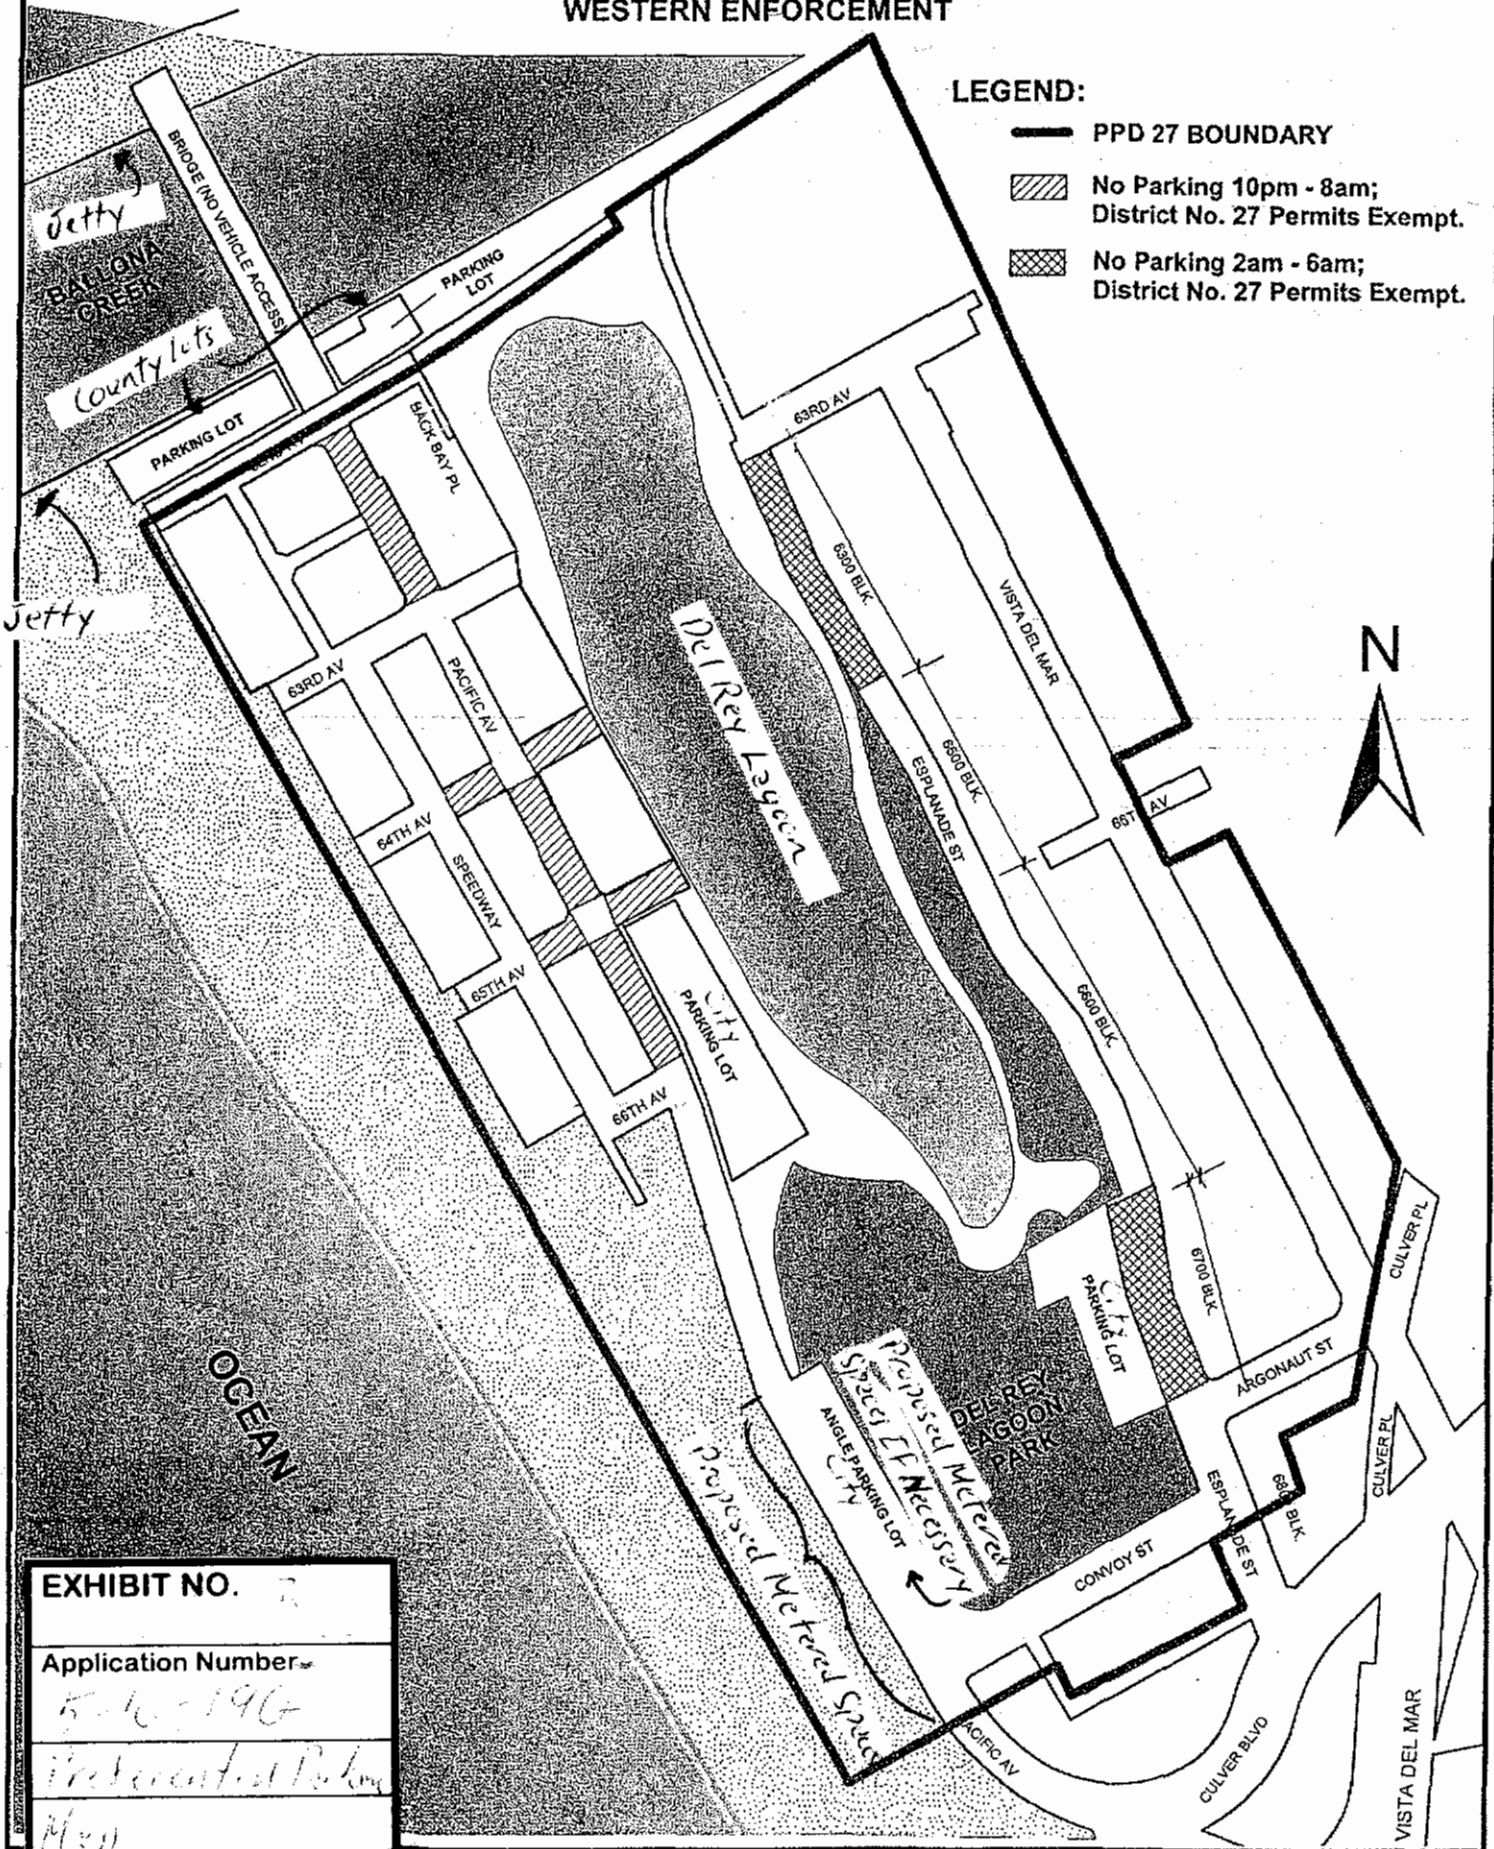 WESTERN ENFORCEMENT
LEGEND:
PPD 27 BOUNDARY
No Parking 10pm - 8am;
District No. 27 Permits Exempt.
No Parking 2am - 6am;
District No. 27 Permits Exempt.
BRIDGE (NO VEHICLE ACCESS)
Jetty
BALLONA
CREEK
County lots
PARKING
LOT
PARKING LOT
BACK BAY PL
Jetty
63RD AV
63RD AV
6300 BLK.
VISTA DEL MAR
Del Rey Lagoon
N
PACIFIC AV
6600 BLK.
ESPLANADE ST
AV
64TH AV
SPEEDWAY
65TH AV
6600 BLK.
City
PARKING LOT
66TH AV
CULVER PL
6700 BLK.
City
PARKING LOT
ARGONAUT ST
OCEAN
Proposed Metered
Spaces If Necessary
DEL REY
LAGOON
PARK
ANGLE PARKING LOT
City
Proposed Metered Spaces
CULVER PL
ESPLANADE ST
BLK.
CONVOY ST
EXHIBIT NO.
Application Number
Preferential Parking
Map
PACIFIC AV
CULVER BLVD
VISTA DEL MAR